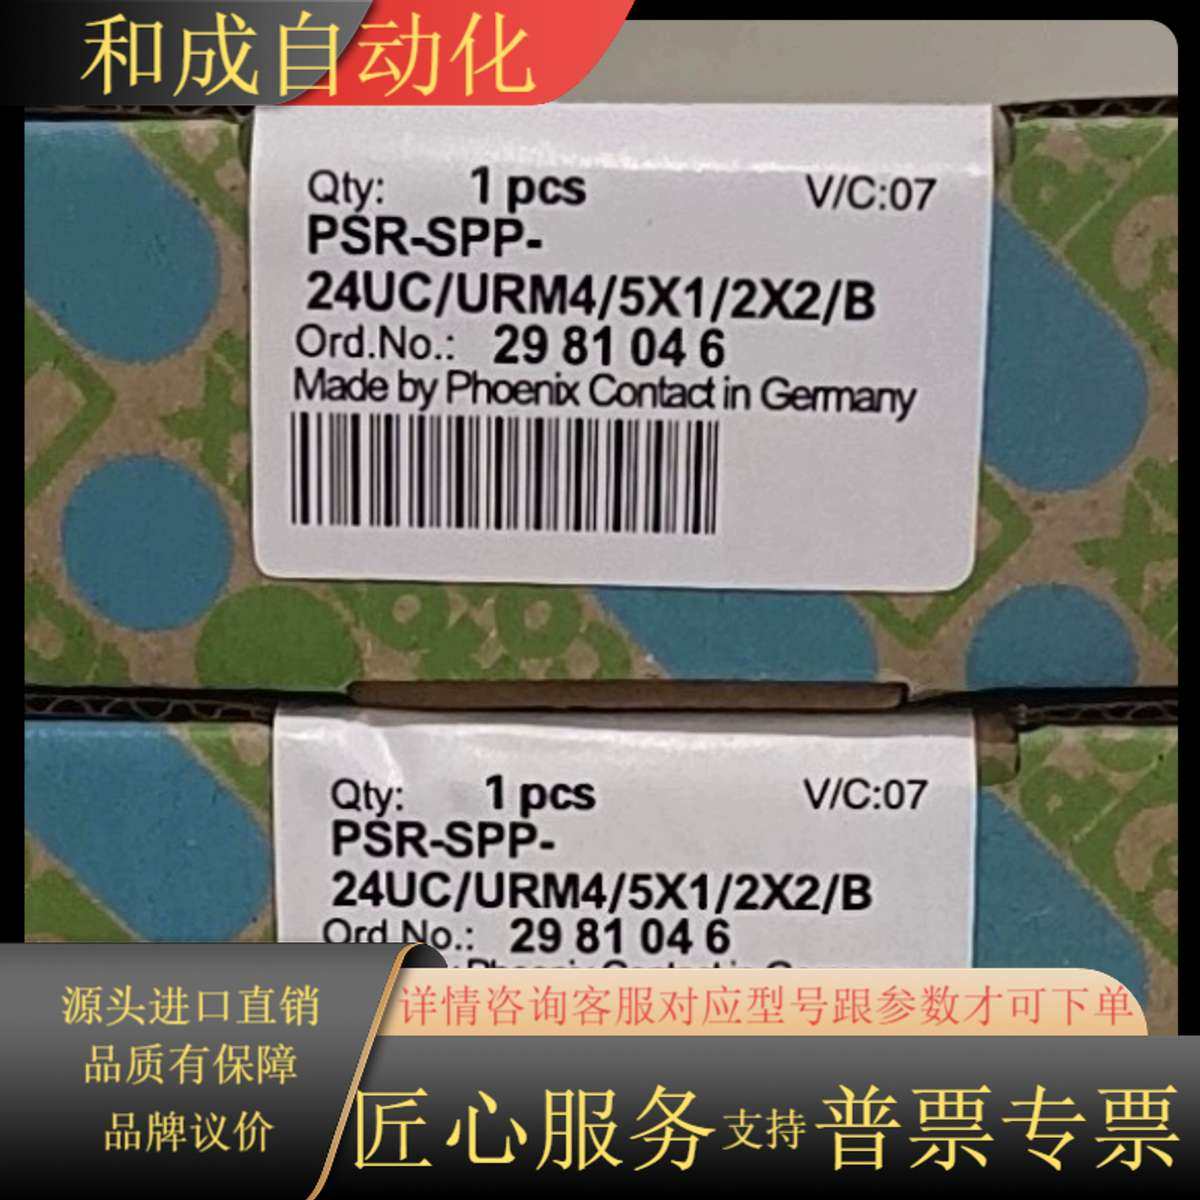 和成自动化
Qty: 1 pcs V/C:07
PSR-SPP-
24UC/URM4/5X1/2X2/B
Ord.No.: 29 81 04 6
Made by Phoenix Contact in Germany
Qty: 1 pcs V/C:07
PSR-SPP-
24UC/URM4/5X1/2X2/B
Ord.No.: 29 81 04 6
Phoenix Contact in
源头进口直销
品质有保障
品牌议价
详情咨询客服对应型号跟参数才可下单
匠心服务支持普票专票